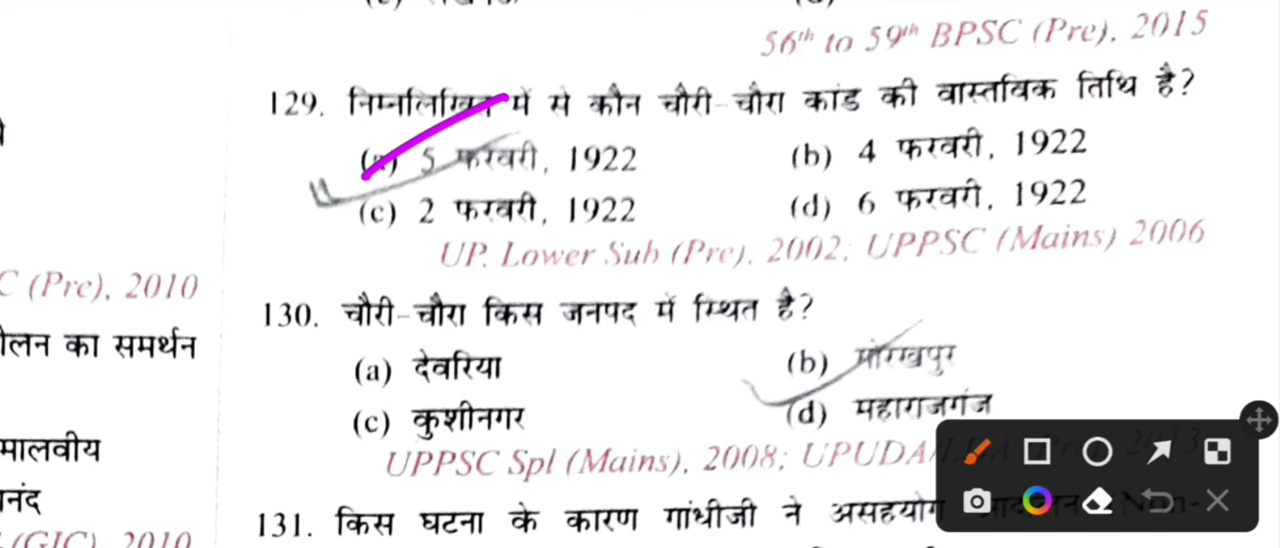 56th to 59th BPSC (Pre), 2015
129. निम्नलिखित में से कौन चौरी-चौरा कांड की वास्तविक तिथि है?
(a) 5 फरवरी, 1922
(b) 4 फरवरी, 1922
(c) 2 फरवरी, 1922
(d) 6 फरवरी, 1922
UP. Lower Sub (Pre), 2002; UPPSC (Mains) 2006
C (Pre), 2010
130. चौरी-चौरा किस जनपद में स्थित है?
लन का समर्थन
(a) देवरिया
(b) गोरखपुर
(c) कुशीनगर
(d) महाराजगंज
मालवीय
UPPSC Spl (Mains), 2008; UPUDA
नंद
131. किस घटना के कारण गांधीजी ने असहयोग
(GIC) 2010